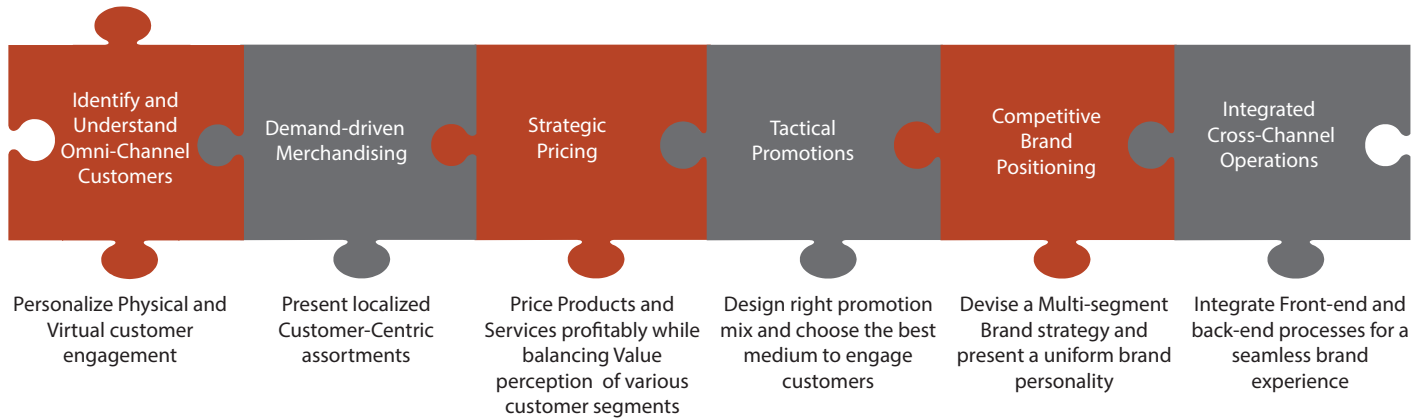 Identify and
Understand
Omni-Channel
Customers
Demand-driven
Merchandising
Strategic
Pricing
Tactical
Promotions
Competitive
Brand
Positioning
Integrated
Cross-Channel
Operations
Personalize Physical and
Virtual customer
engagement
Present localized
Customer-Centric
assortments
Price Products and
Services profitably while
balancing Value
perception  of various
customer segments
Design right promotion
mix and choose the best
medium to engage
customers
Devise a Multi-segment
Brand strategy and
present a uniform brand
personality
Integrate Front-end and
back-end processes for a
seamless brand
experience